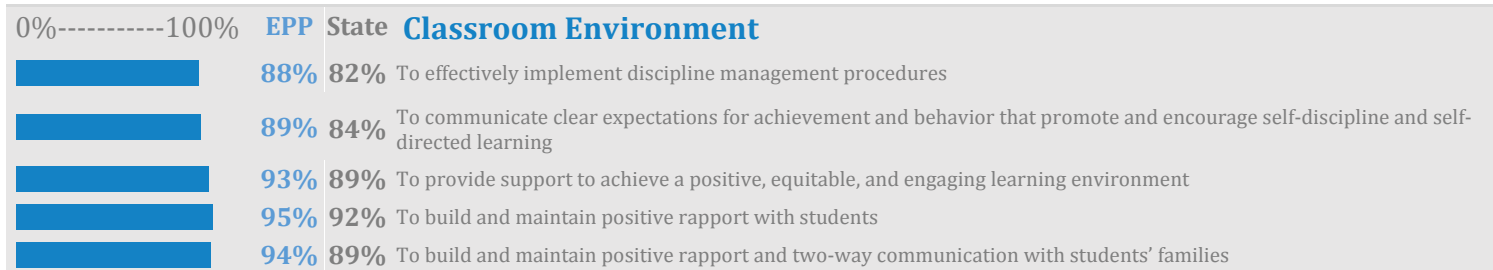 0%-----------100% EPP State Classroom Environment
88% 82% To effectively implement discipline management procedures
89% 84% To communicate clear expectations for achievement and behavior that promote and encourage self-discipline and self-
directed learning
93% 89% To provide support to achieve a positive, equitable, and engaging learning environment
95% 92% To build and maintain positive rapport with students
94% 89% To build and maintain positive rapport and two-way communication with students’ families